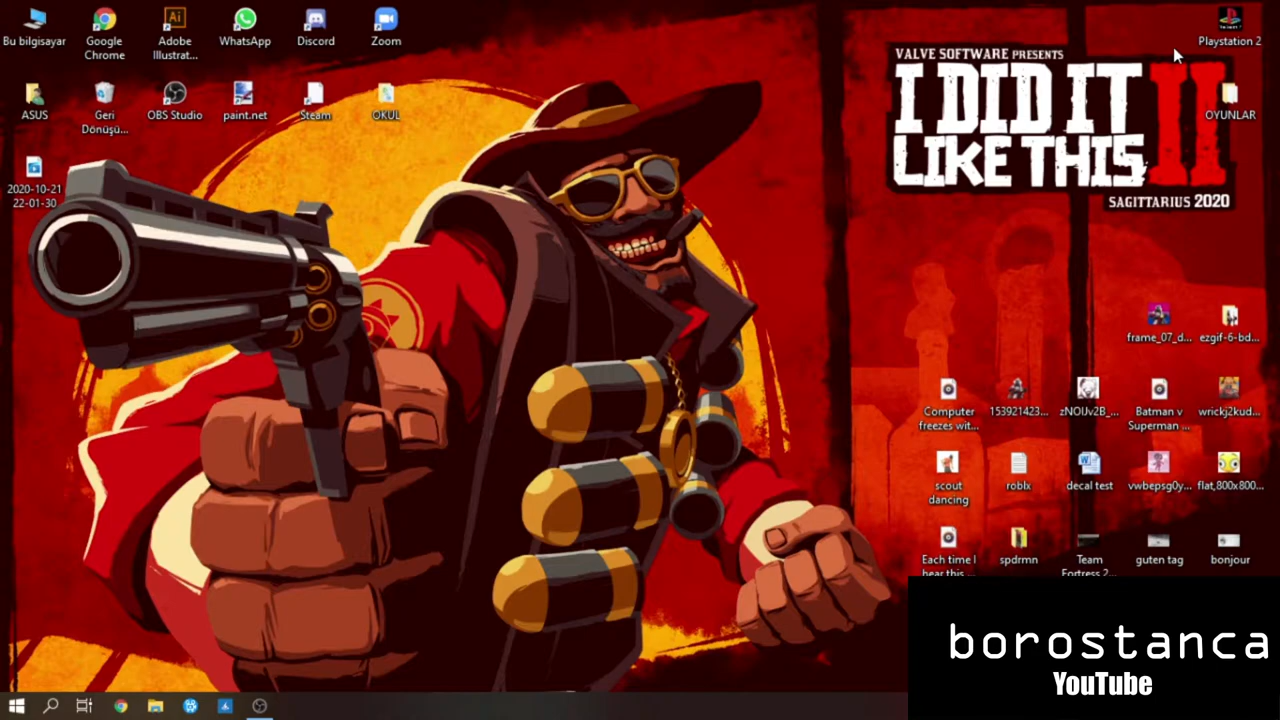 Bu bilgisayar
Google
Chrome
Adobe
Illustrat...
WhatsApp
Discord
Zoom
Playstation 2
ASUS
Geri
Dönüşü...
OBS Studio
paint.net
Steam
OKUL
OYUNLAR
2020-10-21
22-01-30
VALVE SOFTWARE PRESENTS
I DID IT
LIKE THIS II
SAGITTARIUS 2020
frame_07_d...
ezgif-6-bd...
Computer
freezes wit...
153921423...
zNOIJv2B_...
Batman v
Superman ...
wrickj2kud...
scout
dancing
roblx
decal test
vwbepsg0y...
flat,800x800...
Each time I
hear this ...
spdrmn
Team
Fortress 2...
guten tag
bonjour
borostanca
YouTube